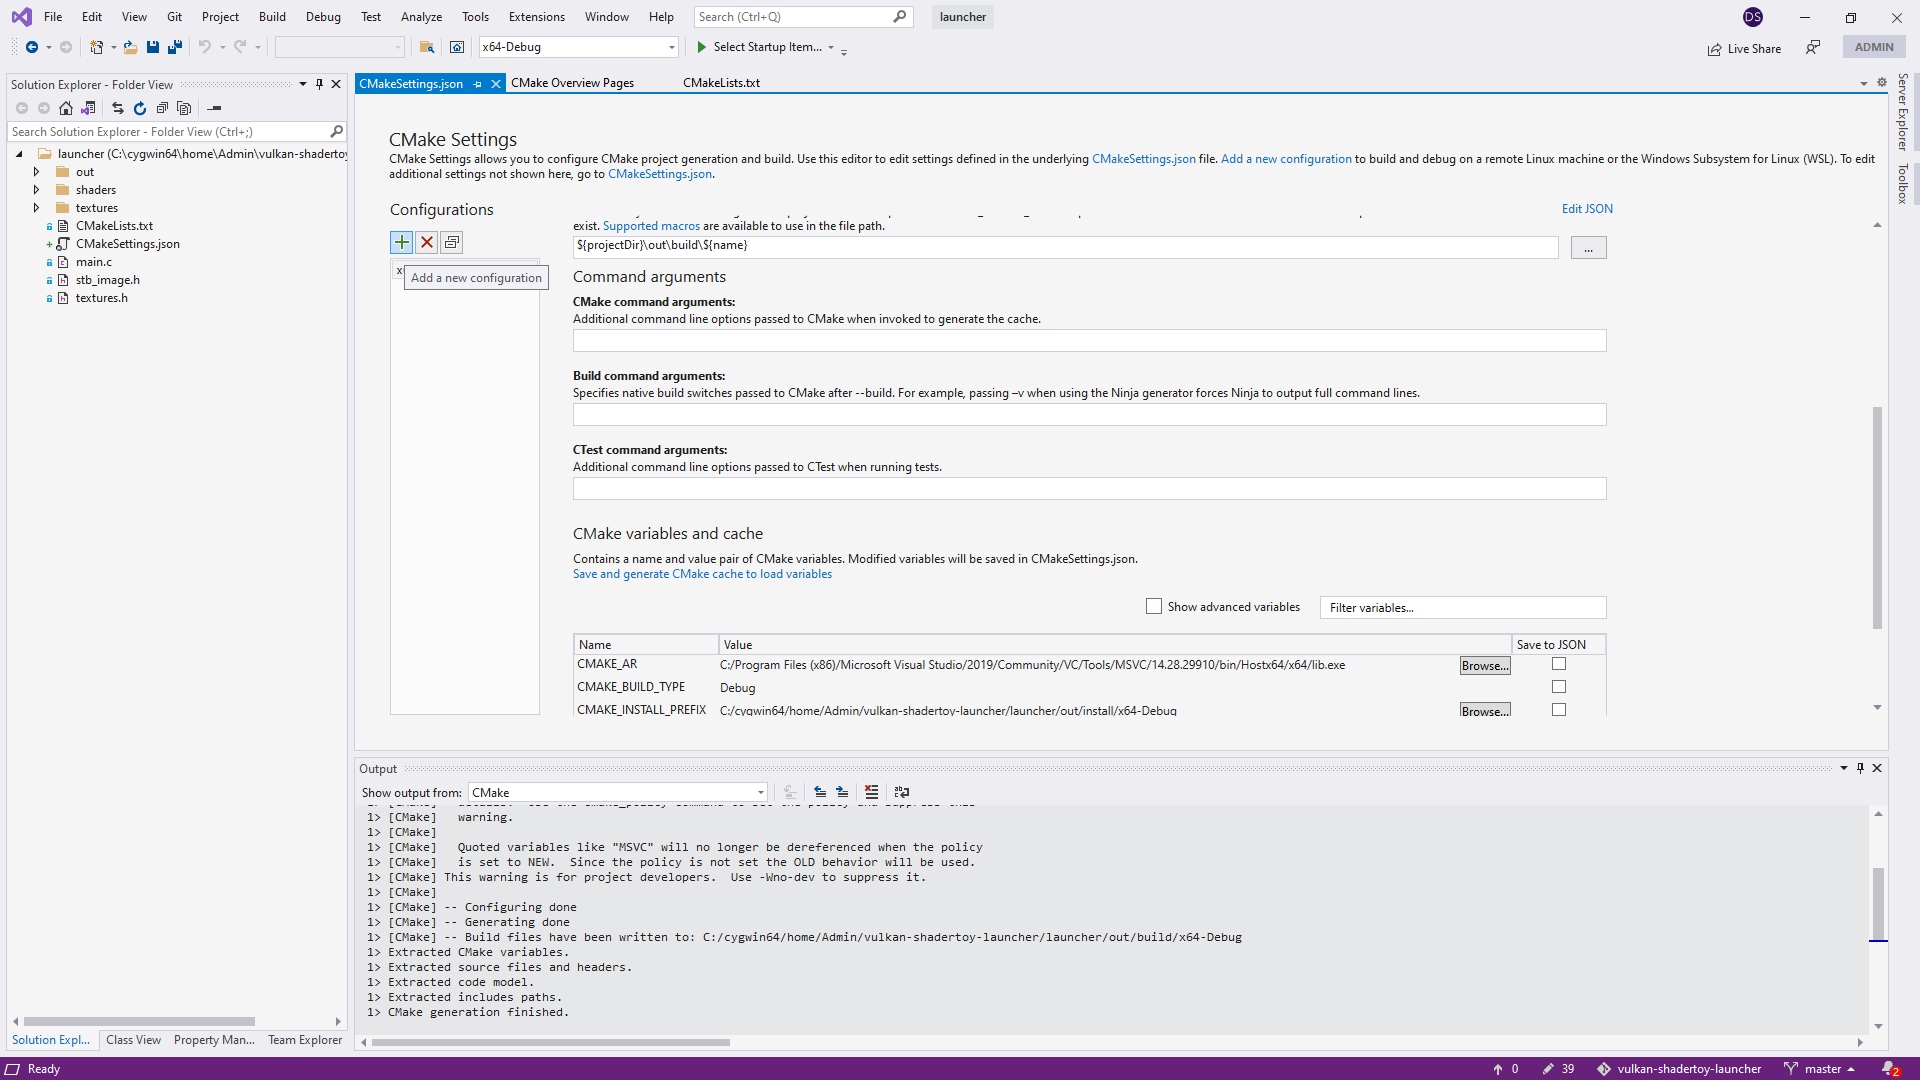 File Edit View Git Project Build Debug Test Analyze Tools Extensions Window Help Search (Ctrl+Q) launcher DS
x64-Debug Select Startup Item... Live Share ADMIN
Solution Explorer - Folder View
Search Solution Explorer - Folder View (Ctrl+;)
launcher (C:\cygwin64\home\Admin\vulkan-shadertoy
out
shaders
textures
CMakeLists.txt
CMakeSettings.json
main.c
stb_image.h
textures.h
Solution Expl... Class View Property Man... Team Explorer
CMakeSettings.json CMake Overview Pages CMakeLists.txt
CMake Settings
CMake Settings allows you to configure CMake project generation and build. Use this editor to edit settings defined in the underlying CMakeSettings.json file. Add a new configuration to build and debug on a remote Linux machine or the Windows Subsystem for Linux (WSL). To edit
additional settings not shown here, go to CMakeSettings.json.
Configurations
Edit JSON
Add a new configuration
exist. Supported macros are available to use in the file path.
${projectDir}\out\build\${name}
...
Command arguments
CMake command arguments:
Additional command line options passed to CMake when invoked to generate the cache.
Build command arguments:
Specifies native build switches passed to CMake after --build. For example, passing –v when using the Ninja generator forces Ninja to output full command lines.
CTest command arguments:
Additional command line options passed to CTest when running tests.
CMake variables and cache
Contains a name and value pair of CMake variables. Modified variables will be saved in CMakeSettings.json.
Save and generate CMake cache to load variables
Show advanced variables Filter variables...
Name Value Save to JSON
CMAKE_AR C:/Program Files (x86)/Microsoft Visual Studio/2019/Community/VC/Tools/MSVC/14.28.29910/bin/Hostx64/x64/lib.exe Browse...
CMAKE_BUILD_TYPE Debug
CMAKE_INSTALL_PREFIX C:/cygwin64/home/Admin/vulkan-shadertoy-launcher/launcher/out/install/x64-Debug Browse...
Server Explorer
Toolbox
Output
Show output from: CMake
1> [CMake] details. Use the cmake_policy command to set the policy and suppress this
1> [CMake] warning.
1> [CMake]
1> [CMake] Quoted variables like "MSVC" will no longer be dereferenced when the policy
1> [CMake] is set to NEW. Since the policy is not set the OLD behavior will be used.
1> [CMake] This warning is for project developers. Use -Wno-dev to suppress it.
1> [CMake]
1> [CMake] -- Configuring done
1> [CMake] -- Generating done
1> [CMake] -- Build files have been written to: C:/cygwin64/home/Admin/vulkan-shadertoy-launcher/launcher/out/build/x64-Debug
1> Extracted CMake variables.
1> Extracted source files and headers.
1> Extracted code model.
1> Extracted includes paths.
1> CMake generation finished.
Ready 0 39 vulkan-shadertoy-launcher master 2